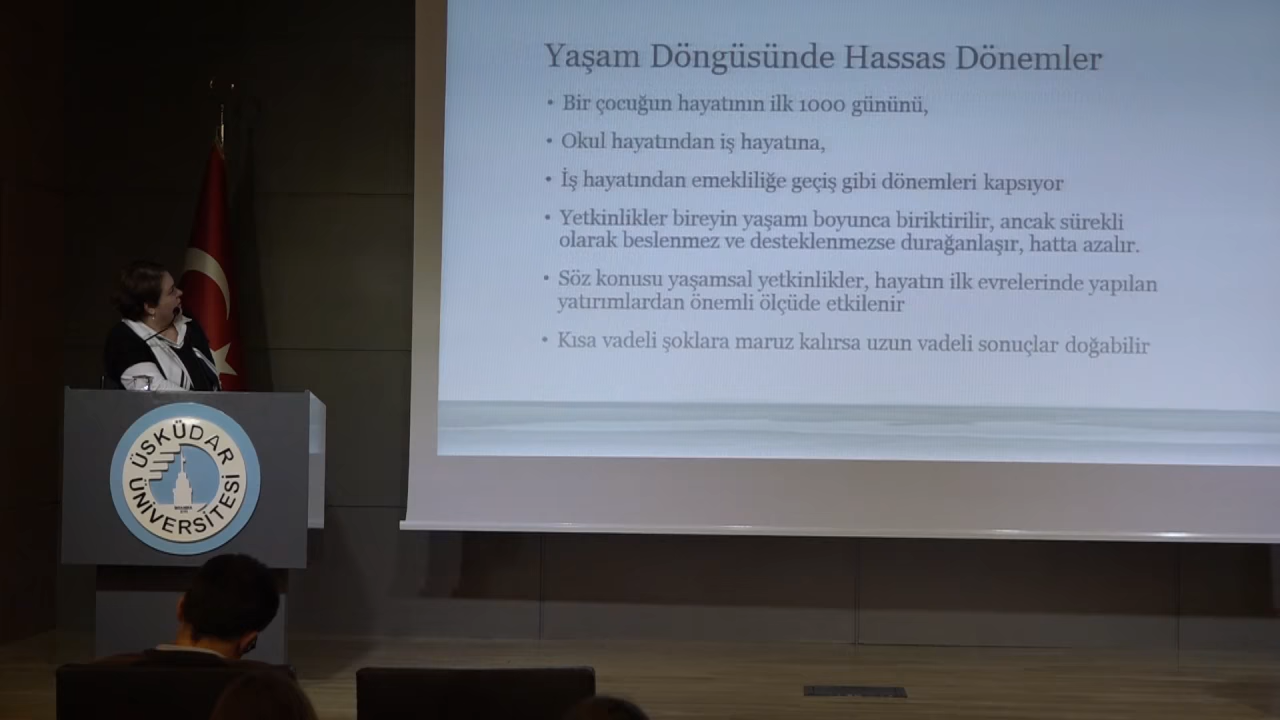 Yaşam Döngüsünde Hassas Dönemler
• Bir çocuğun hayatının ilk 1000 gününü,
• Okul hayatından iş hayatına,
• İş hayatından emekliliğe geçiş gibi dönemleri kapsıyor
• Yetkinlikler bireyin yaşamı boyunca biriktirilir, ancak sürekli
olarak beslenmez ve desteklenmezse durağanlaşır, hatta azalır.
• Söz konusu yaşamsal yetkinlikler, hayatın ilk evrelerinde yapılan
yatırımlardan önemli ölçüde etkilenir
• Kısa vadeli şoklara maruz kalırsa uzun vadeli sonuçlar doğabilir
ÜSKÜDAR
ÜNİVERSİTESİ